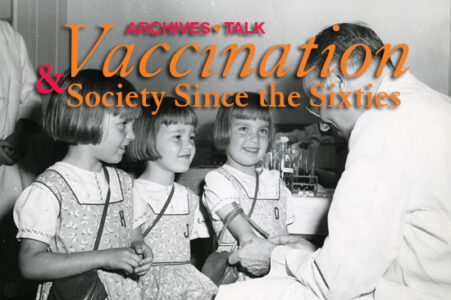 ARCHIVES TALK
Vaccination
& Society Since the Sixties
J